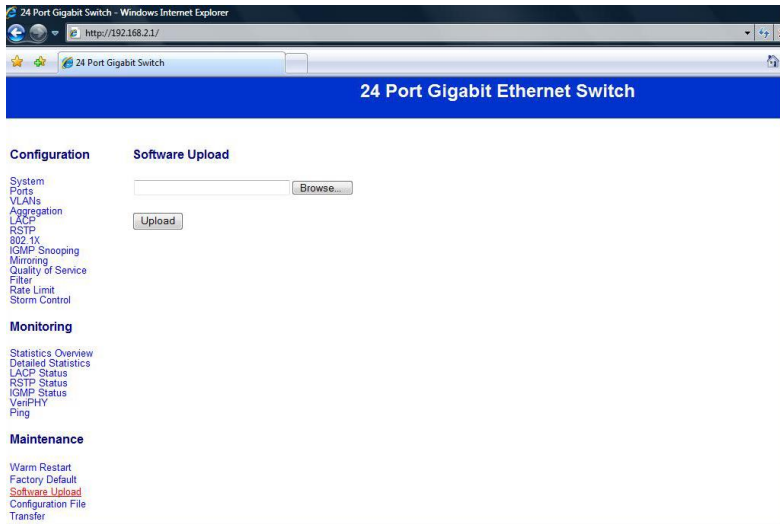 24 Port Gigabit Switch - Windows Internet Explorer
http://192.168.2.1/
24 Port Gigabit Switch
24 Port Gigabit Ethernet Switch
Configuration
System
Ports
VLANs
Aggregation
LACP
RSTP
802.1X
IGMP Snooping
Mirroring
Quality of Service
Filter
Rate Limit
Storm Control
Monitoring
Statistics Overview
Detailed Statistics
LACP Status
RSTP Status
IGMP Status
VeriPHY
Ping
Maintenance
Warm Restart
Factory Default
Software Upload
Configuration File
Transfer
Software Upload
Browse...
Upload